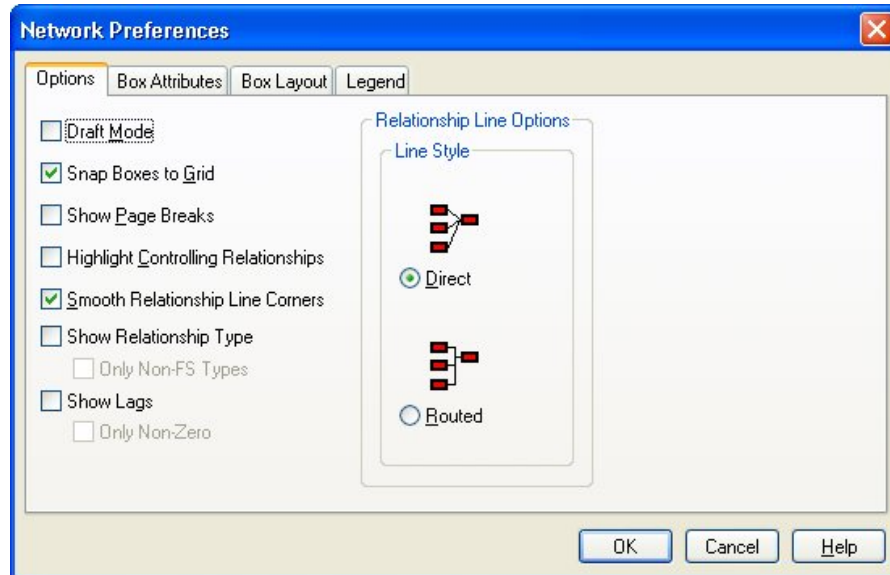 Network Preferences
Options
Box Attributes
Box Layout
Legend
Draft Mode
Snap Boxes to Grid
Show Page Breaks
Highlight Controlling Relationships
Smooth Relationship Line Corners
Show Relationship Type
Only Non-FS Types
Show Lags
Only Non-Zero
Relationship Line Options
Line Style
Direct
Routed
OK
Cancel
Help